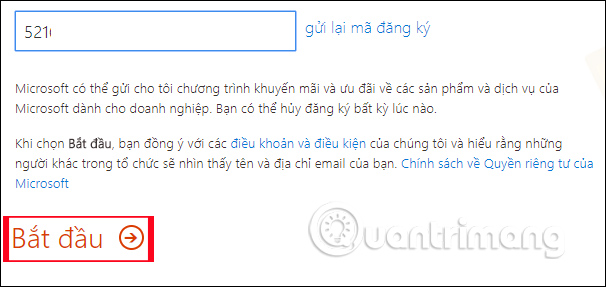 521
gửi lại mã đăng ký
Microsoft có thể gửi cho tôi chương trình khuyến mãi và ưu đãi về các sản phẩm và dịch vụ của
Microsoft dành cho doanh nghiệp. Bạn có thể hủy đăng ký bất kỳ lúc nào.
Khi chọn Bắt đầu, bạn đồng ý với các điều khoản và điều kiện của chúng tôi và hiểu rằng những
người khác trong tổ chức sẽ nhìn thấy tên và địa chỉ email của bạn. Chính sách về Quyền riêng tư của
Microsoft
Bắt đầu
Quantrimang